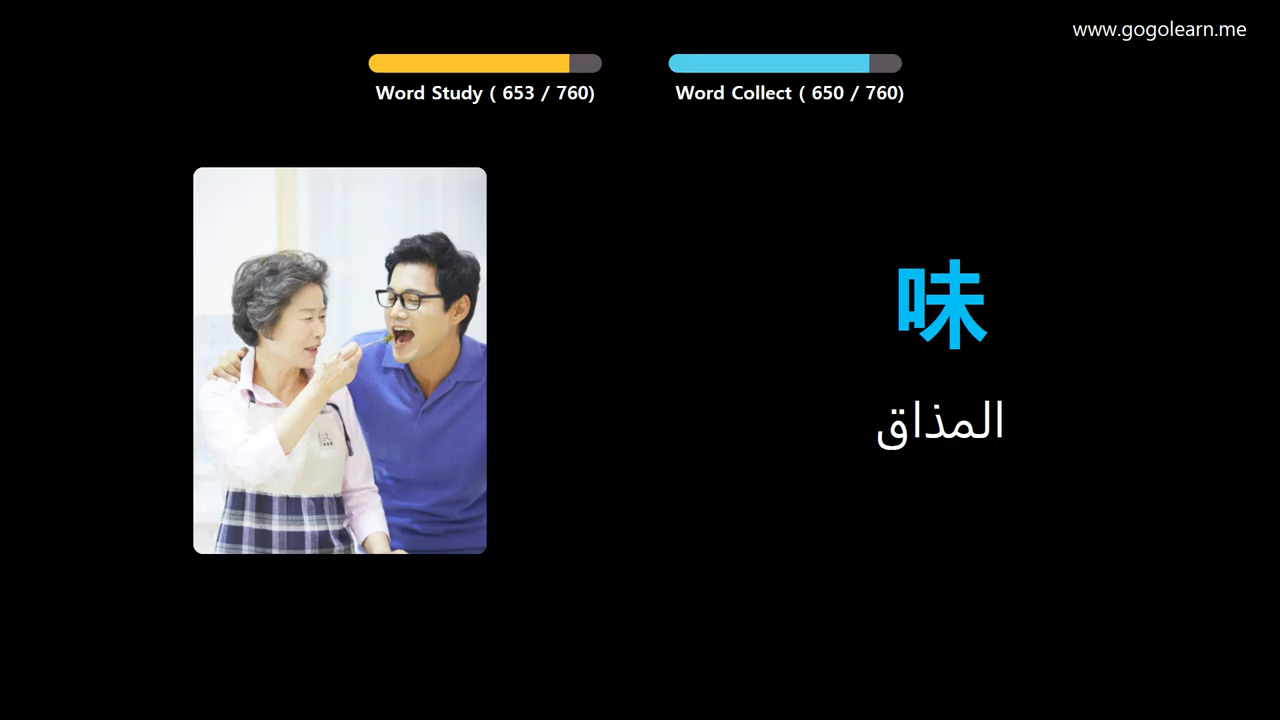 www.gogolearn.me
Word Study ( 653 / 760)
Word Collect ( 650 / 760)
味
المذاق